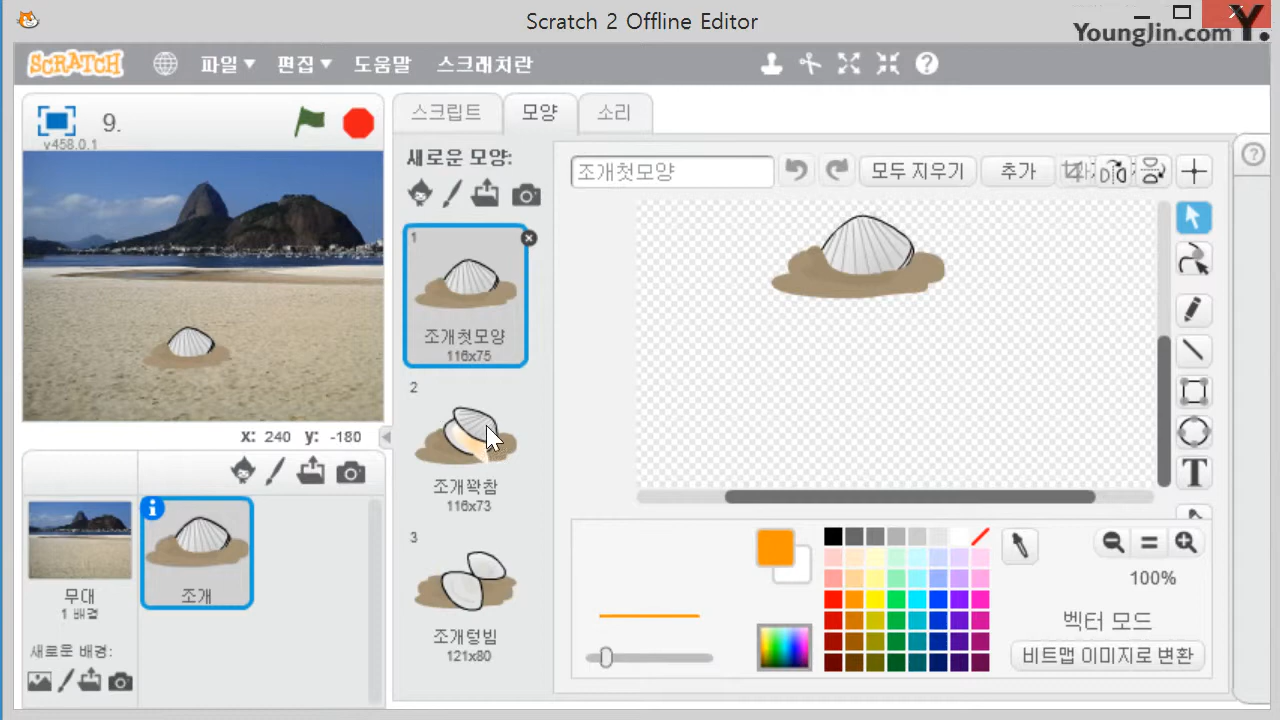 Scratch 2 Offline Editor
Y.
YoungJin.com
SCRATCH
파일
편집
도움말
스크래치란
9.
v458.0.1
스크립트
모양
소리
새로운 모양:
조개첫모양
모두 지우기
추가
1
조개첫모양
116x75
2
조개꽉참
116x73
3
조개텅빔
121x80
x: 240 y: -180
무대
1 배경
조개
새로운 배경:
T
100%
벡터 모드
비트맵 이미지로 변환